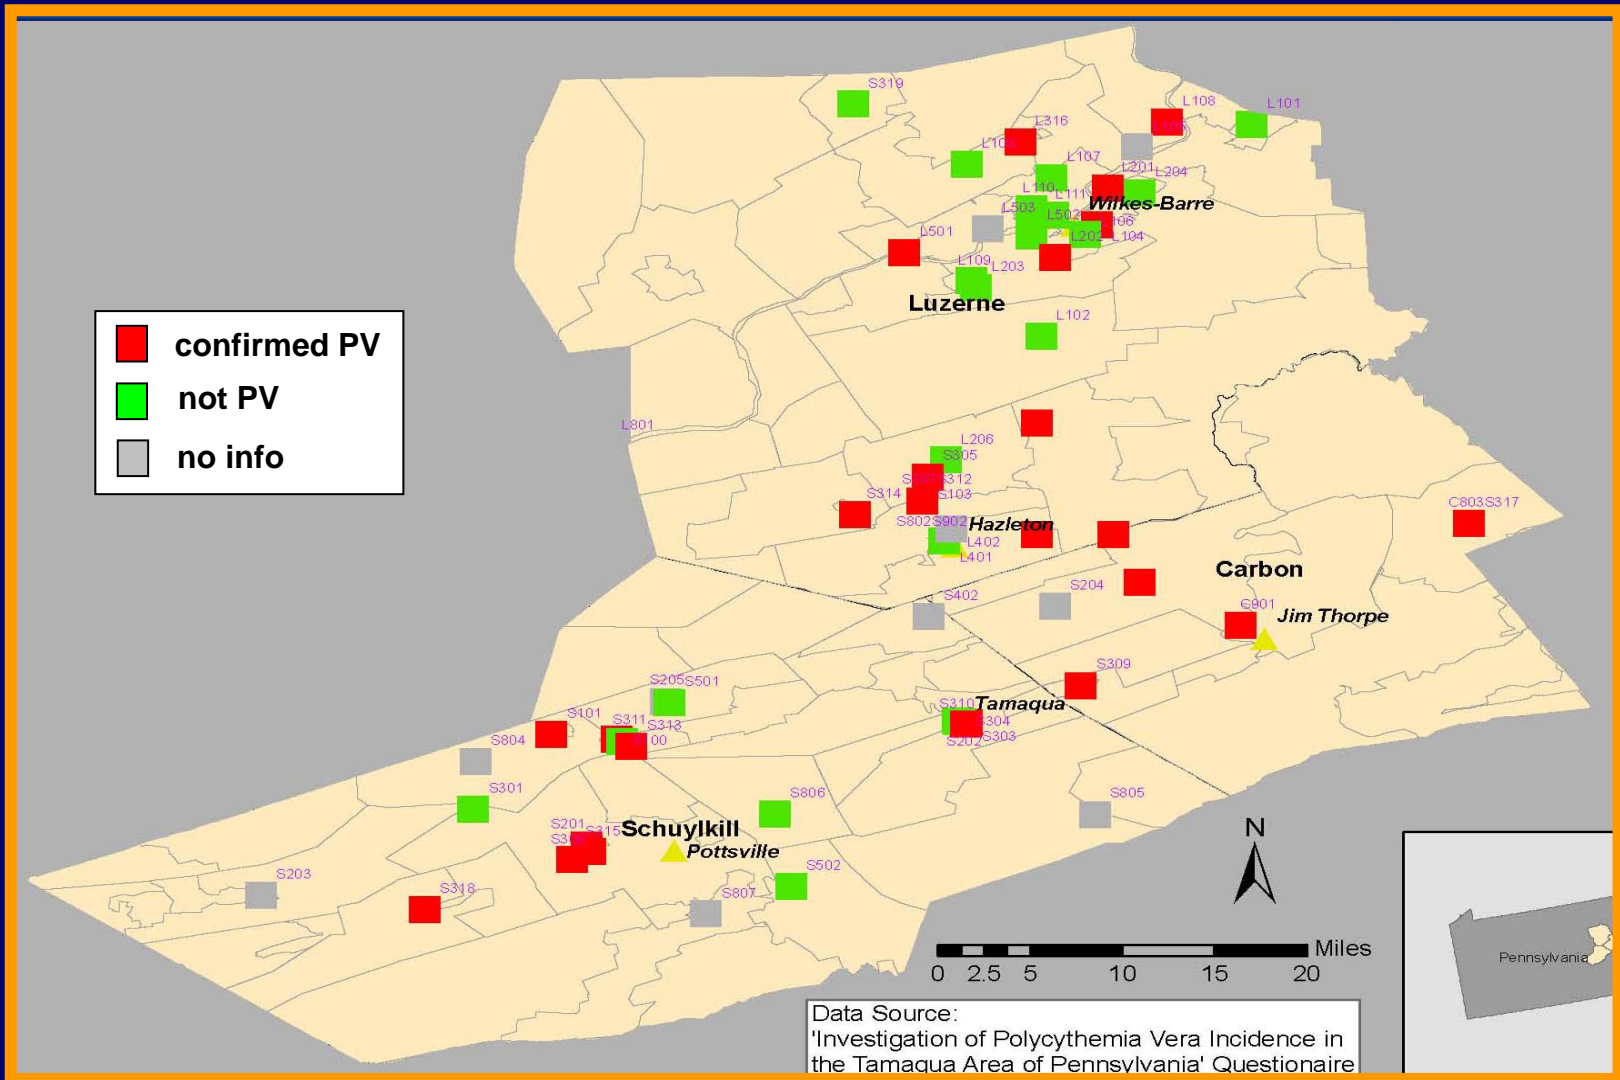 S319
L108
L101
L316
L107
L201
L204
L110
L111
Wilkes-Barre
L503
L502
L501
L202
L104
L109
L203
Luzerne
L102
confirmed PV
not PV
no info
L801
L206
S305
S312
S314
S103
S802
S902
Hazleton
L402
L401
C803
S317
Carbon
S402
S204
C901
Jim Thorpe
S309
S205
S501
S310
Tamaqua
S101
S311
S313
S304
S303
S202
S804
S301
S806
S805
S201
S315
Schuylkill
Pottsville
S203
S318
S502
S807
N
Miles
0 2.5 5 10 15 20
Pennsylvania
Data Source:
'Investigation of Polycythemia Vera Incidence in
the Tamaqua Area of Pennsylvania' Questionaire